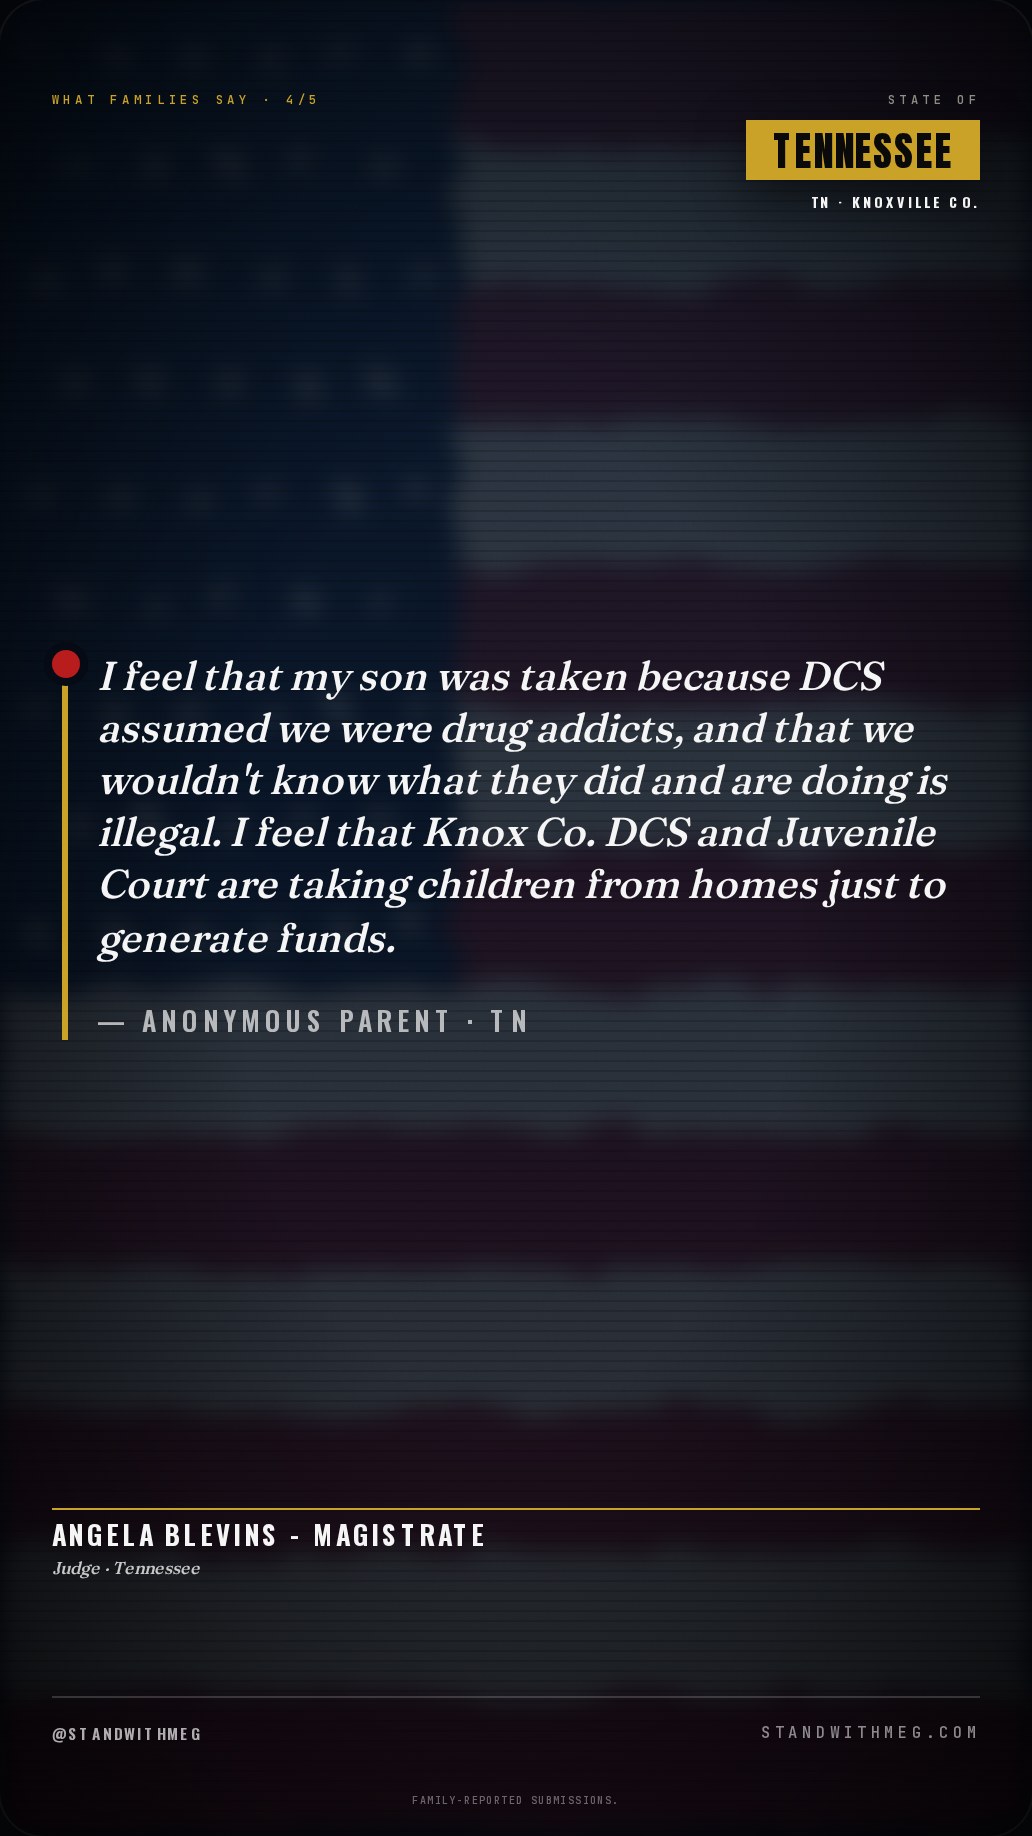 WHAT FAMILIES SAY · 4/5
STATE OF
TENNESSEE
TN · KNOXVILLE CO.
I feel that my son was taken because DCS
assumed we were drug addicts, and that we
wouldn't know what they did and are doing is
illegal. I feel that Knox Co. DCS and Juvenile
Court are taking children from homes just to
generate funds.
— ANONYMOUS PARENT · TN
ANGELA BLEVINS - MAGISTRATE
Judge · Tennessee
@STANDWITHMEG
STANDWITHMEG.COM
FAMILY-REPORTED SUBMISSIONS.